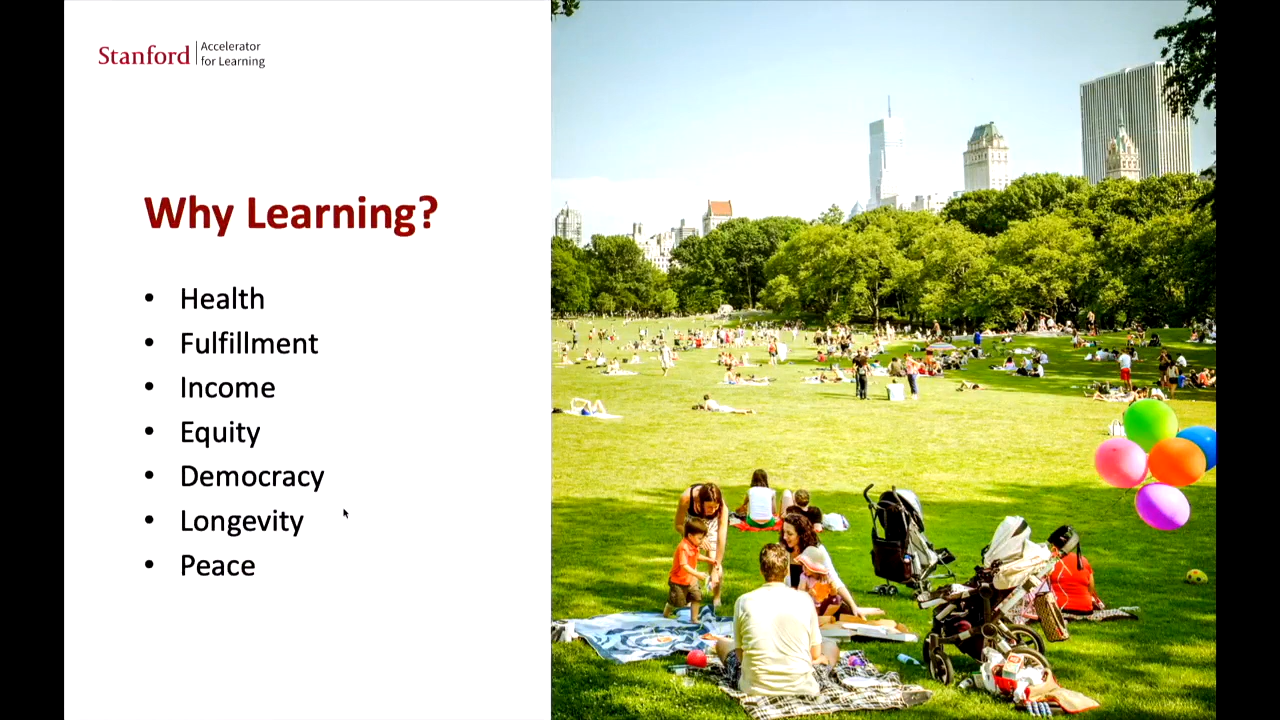 Stanford
Accelerator
for Learning
Why Learning?
• Health
• Fulfillment
• Income
• Equity
• Democracy
• Longevity
• Peace